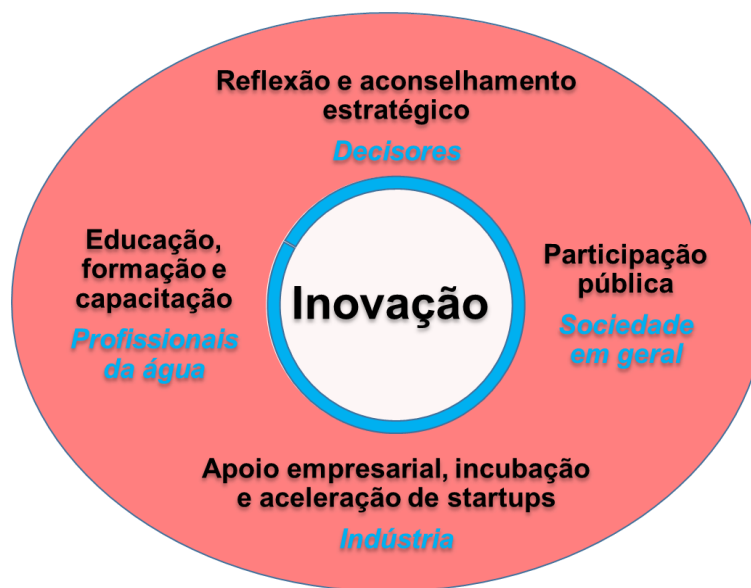 Reflexão e aconselhamento
estratégico
Decisores
Educação,
formação e
capacitação
Profissionais
da água
Inovação
Participação
pública
Sociedade
em geral
Apoio empresarial, incubação
e aceleração de startups
Indústria